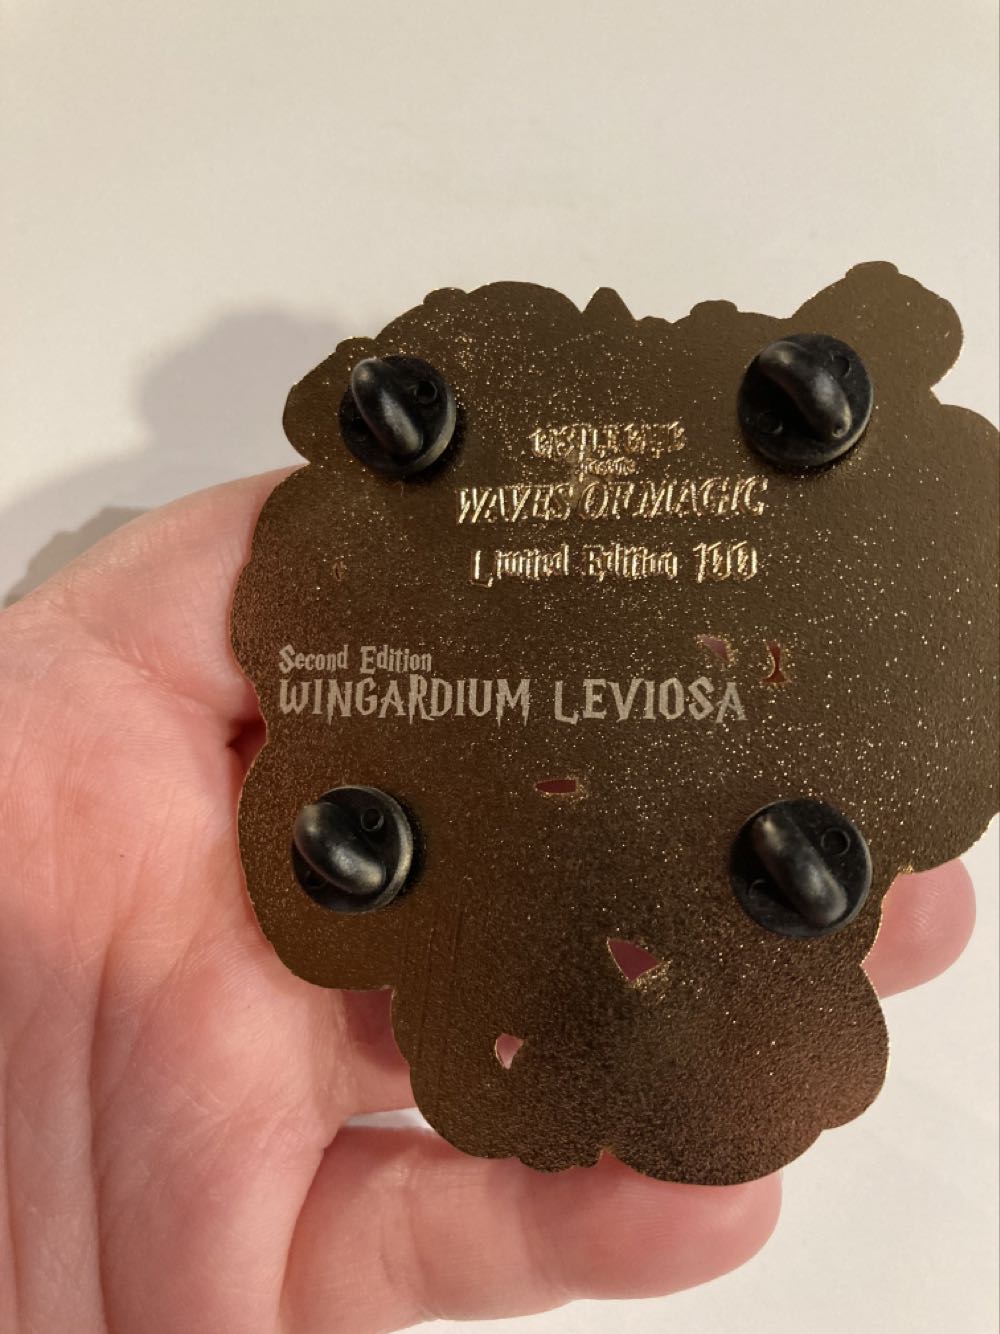 presents
WAVES OF MAGIC
Limited Edition 100
Second Edition
WINGARDIUM LEVIOSA